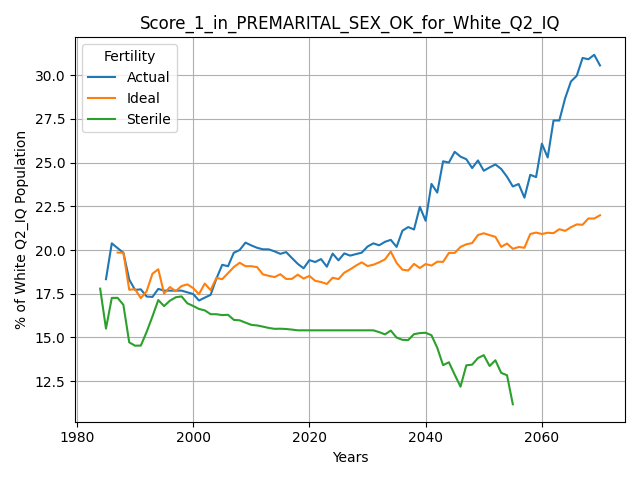 Score_1_in_PREMARITAL_SEX_OK_for_White_Q2_IQ
Fertility
Actual
Ideal
Sterile
% of White Q2_IQ Population
30.0
27.5
25.0
22.5
20.0
17.5
15.0
12.5
1980
2000
2020
2040
2060
Years